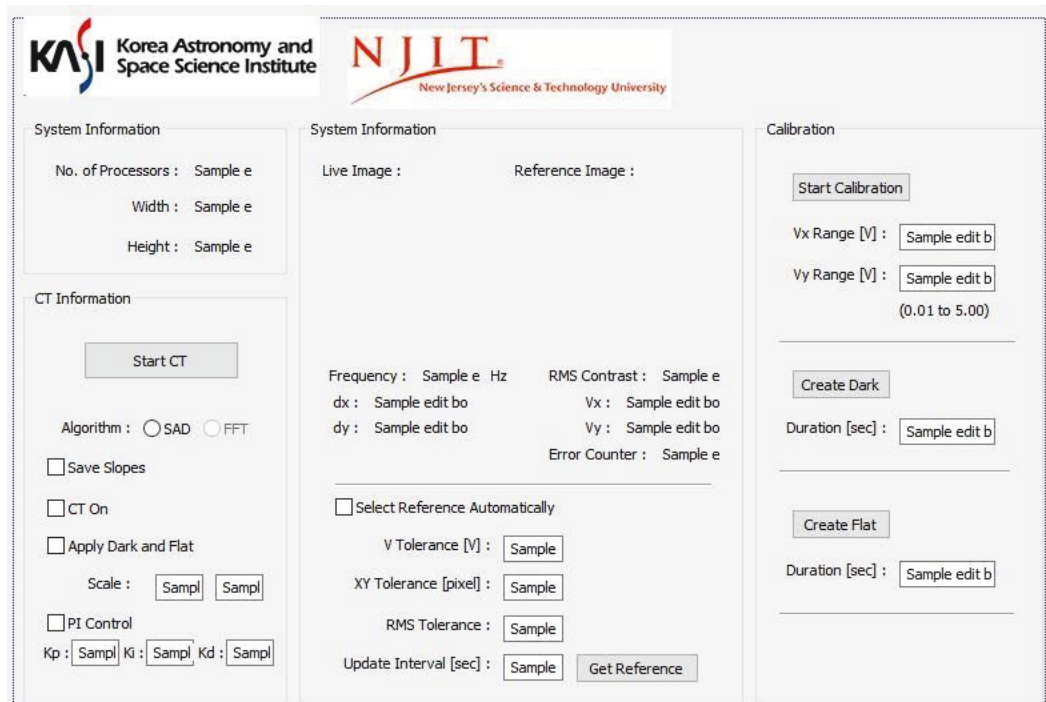 KASI Korea Astronomy and
Space Science Institute
NJIT®
New Jersey's Science & Technology University
System Information
No. of Processors : Sample e
Width : Sample e
Height : Sample e
CT Information
Start CT
Algorithm : SAD FFT
Save Slopes
CT On
Apply Dark and Flat
Scale : Sampl Sampl
PI Control
Kp : Sampl Ki : Sampl Kd : Sampl
System Information
Live Image : Reference Image :
Frequency : Sample e Hz RMS Contrast : Sample e
dx : Sample edit bo Vx : Sample edit bo
dy : Sample edit bo Vy : Sample edit bo
Error Counter : Sample e
Select Reference Automatically
V Tolerance [V] : Sample
XY Tolerance [pixel] : Sample
RMS Tolerance : Sample
Update Interval [sec] : Sample Get Reference
Calibration
Start Calibration
Vx Range [V] : Sample edit b
Vy Range [V] : Sample edit b
(0.01 to 5.00)
Create Dark
Duration [sec] : Sample edit b
Create Flat
Duration [sec] : Sample edit b